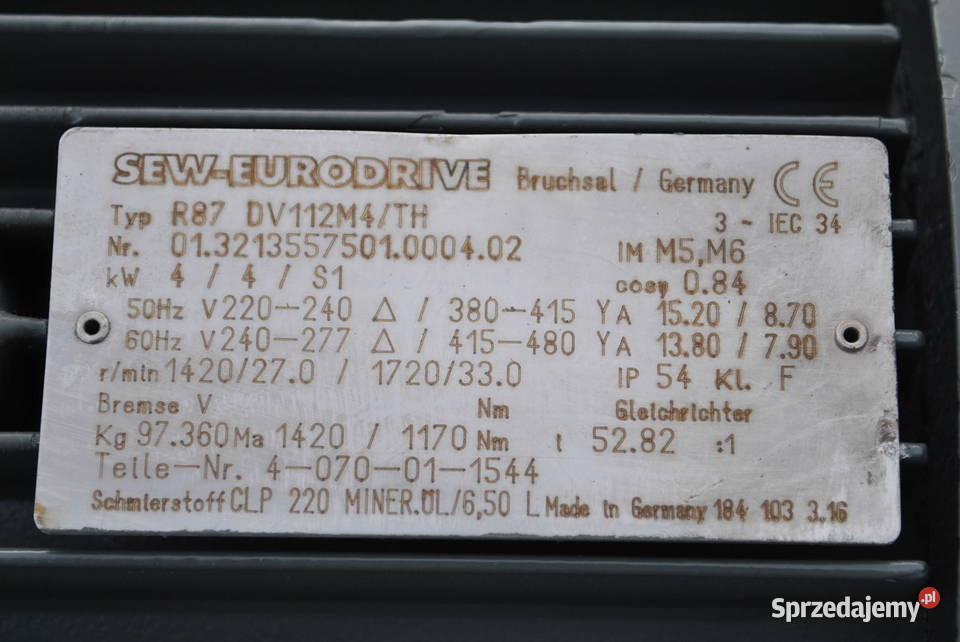 SEW-EURODRIVE Bruchsal / Germany CE
Typ R87 DV112M4/TH 3 - IEC 34
Nr. 01.3213557501.0004.02 IM M5,M6
kW 4 / 4 / S1 cosφ 0.84
50Hz V220-240 Δ / 380-415 Y A 15.20 / 8.70
60Hz V240-277 Δ / 415-480 Y A 13.80 / 7.90
r/min 1420/27.0 / 1720/33.0 IP 54 Kl. F
Bremse V Nm Gleichrichter
Kg 97.360 Ma 1420 / 1170 Nm i 52.82 :1
Teile-Nr. 4-070-01-1544
Schmierstoff CLP 220 MINER.ÖL/6,50 L Made in Germany 184 103 3.16
Sprzedajemy.pl